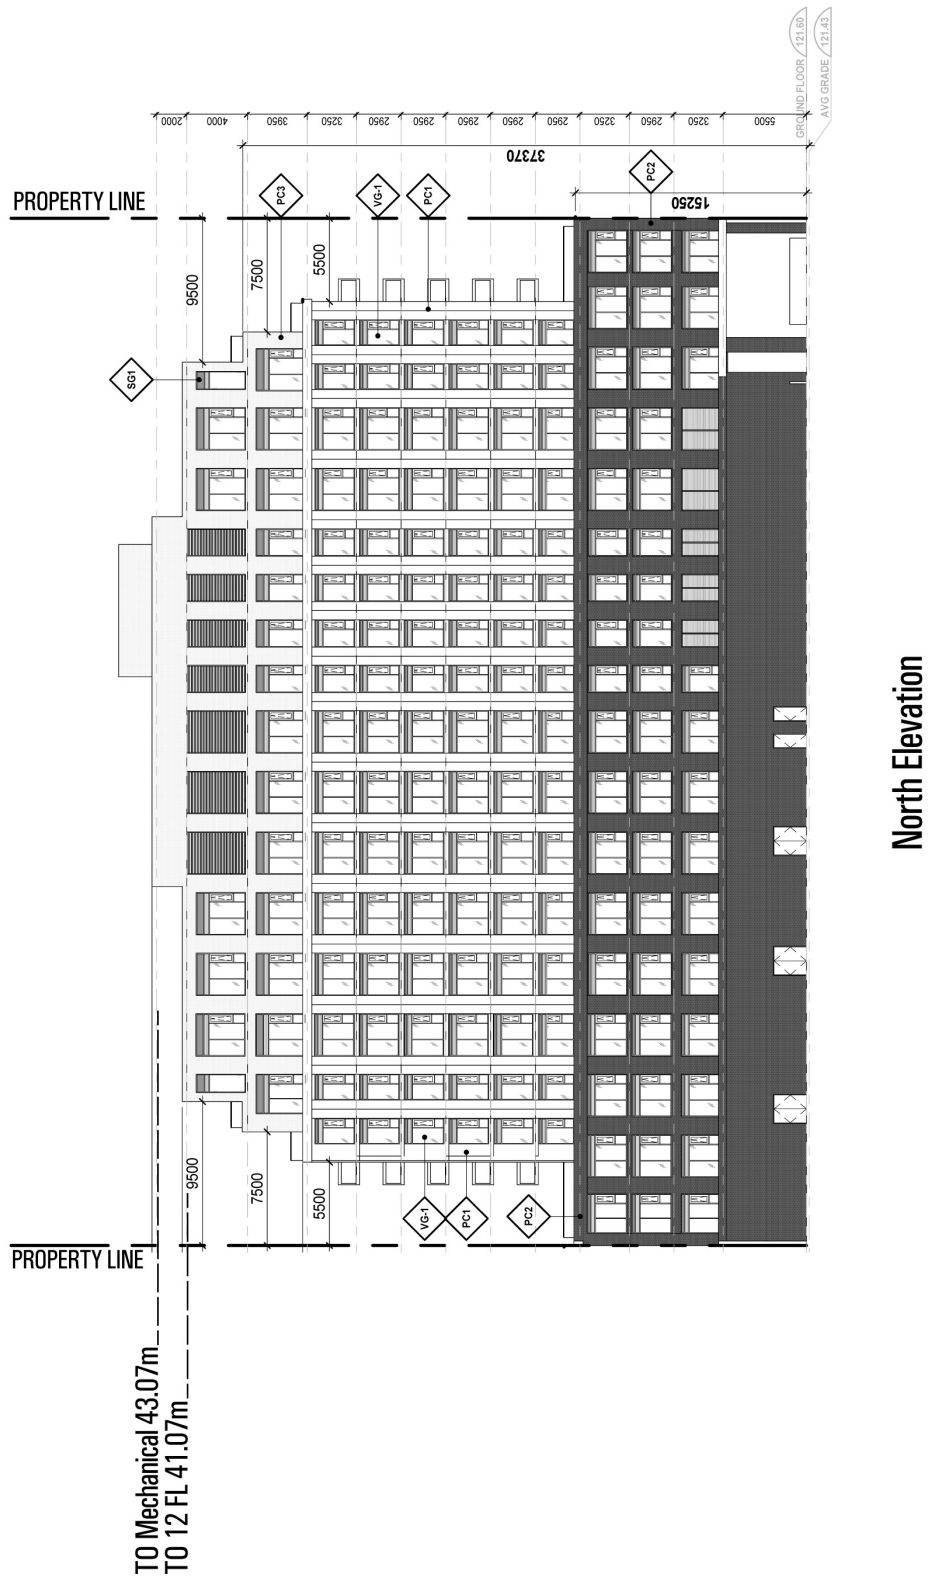 PROPERTY LINE
PROPERTY LINE
TO Mechanical 43.07m
TO 12 FL 41.07m
9500
7500
5500
9500
7500
5500
SG1
PC3
VG-1
PC1
PC2
VG-1
PC1
PC2
2000
4000
3950
3250
2950
2950
2950
2950
2950
3250
2950
3250
5500
37370
15250
GROUND FLOOR 121.60
AVG GRADE 121.43
North Elevation